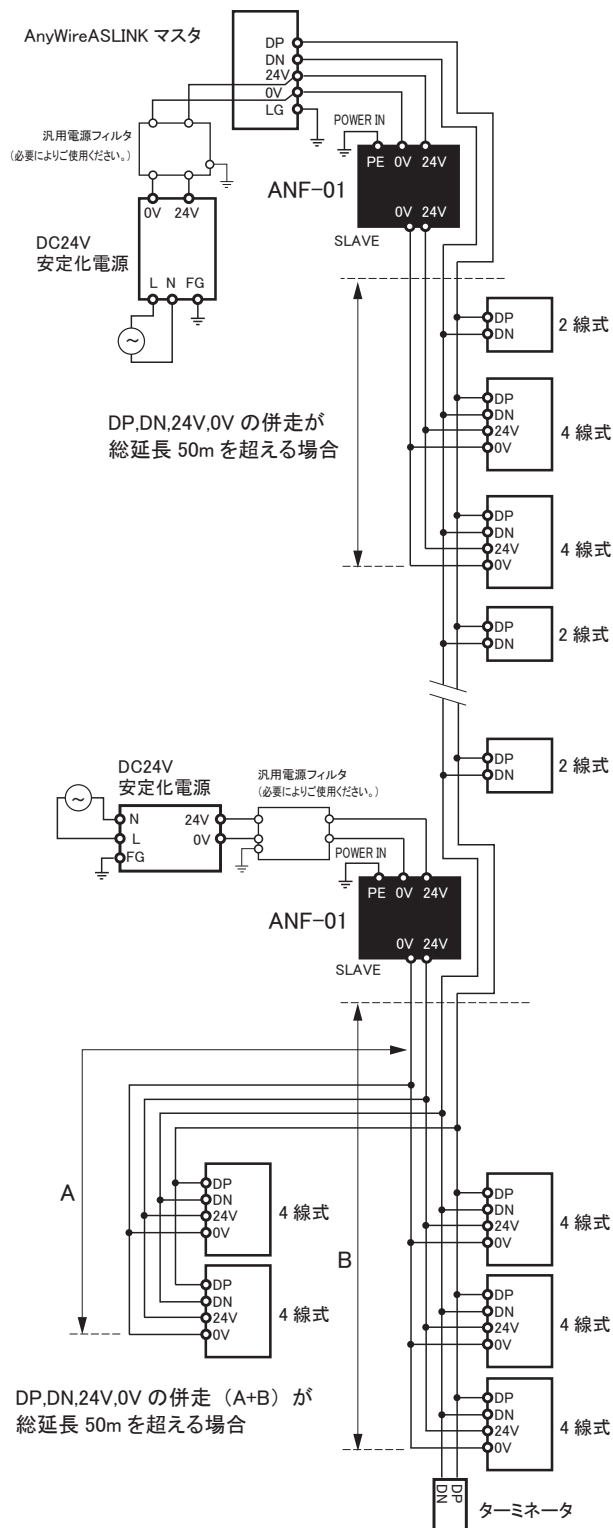 AnyWireASLINK マスタ
DP
DN
24V
0V
LG
汎用電源フィルタ
(必要によりご使用ください。)
POWER IN
PE 0V 24V
ANF-01
0V 24V
SLAVE
0V 24V
DC24V
安定化電源
L N FG
~
DP
DN
2 線式
DP,DN,24V,0V の併走が
総延長 50m を超える場合
DP
DN
24V
0V
4 線式
DP
DN
24V
0V
4 線式
DP
DN
2 線式
DP
DN
2 線式
DC24V
安定化電源
~
N
L
FG
24V
0V
汎用電源フィルタ
(必要によりご使用ください。)
POWER IN
PE 0V 24V
ANF-01
0V 24V
SLAVE
A
B
DP
DN
24V
0V
4 線式
DP
DN
24V
0V
4 線式
DP
DN
24V
0V
4 線式
DP
DN
24V
0V
4 線式
DP
DN
24V
0V
4 線式
DP,DN,24V,0V の併走（A+B）が
総延長 50m を超える場合
DN
DP
ターミネータ